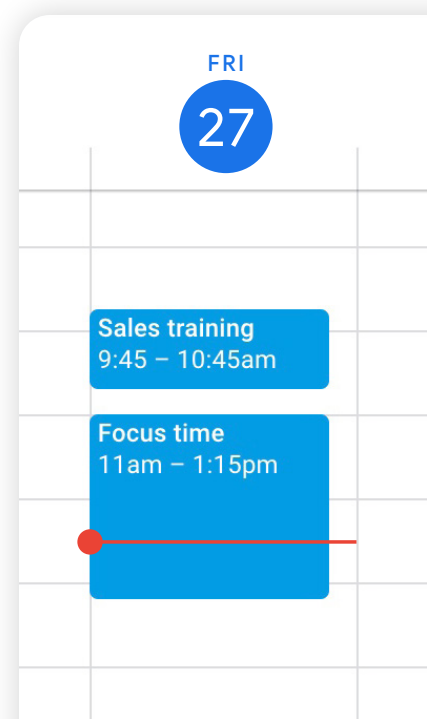 FRI
27
Sales training
9:45 – 10:45am
Focus time
11am – 1:15pm